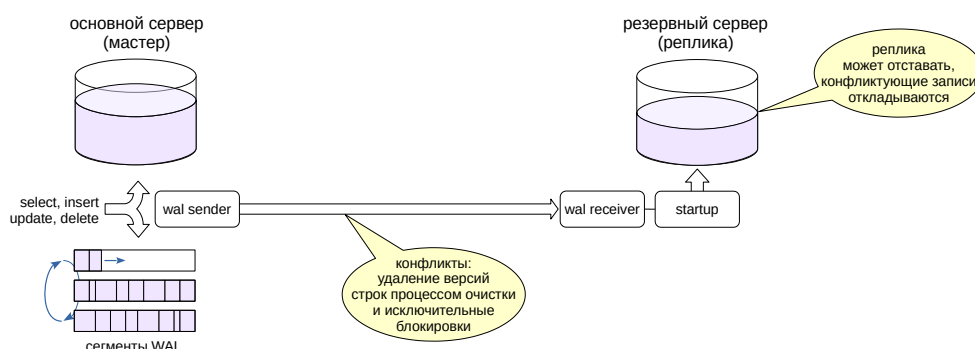 основной сервер
(мастер)
резервный сервер
(реплика)
реплика
может отставать,
конфликтующие записи
откладываются
select, insert
update, delete
wal sender
wal receiver
startup
конфликты:
удаление версий
строк процессом очистки
и исключительные
блокировки
сегменты WAL